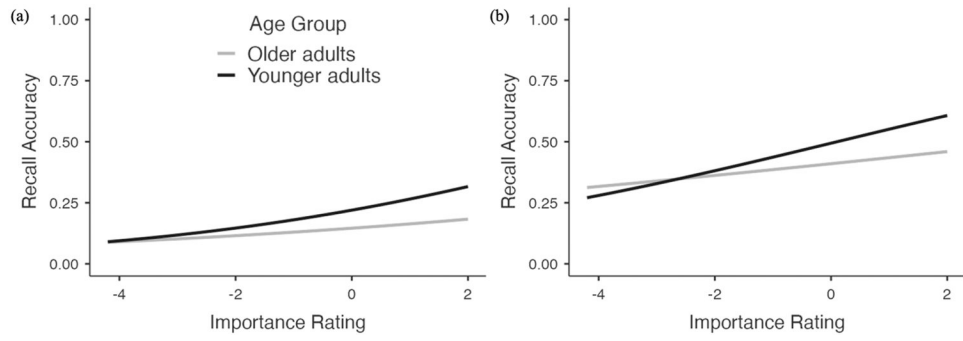 (a)
Age Group
Older adults
Younger adults
Recall Accuracy
1.00
0.75
0.50
0.25
0.00
-4
-2
0
2
Importance Rating
(b)
Recall Accuracy
1.00
0.75
0.50
0.25
0.00
-4
-2
0
2
Importance Rating